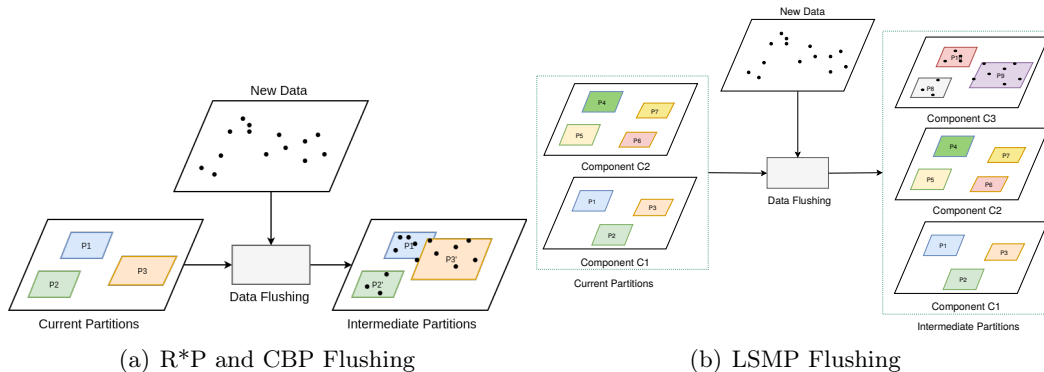 New Data
P1
P3
P2
Current Partitions
Data Flushing
P3'
P2'
Intermediate Partitions
(a) R*P and CBP Flushing
New Data
P4
P7
P5
P6
Component C2
P1
P3
P2
Component C1
Current Partitions
Data Flushing
P9
P8
Component C3
P4
P7
P5
P6
Component C2
P1
P3
P2
Component C1
Intermediate Partitions
(b) LSMP Flushing